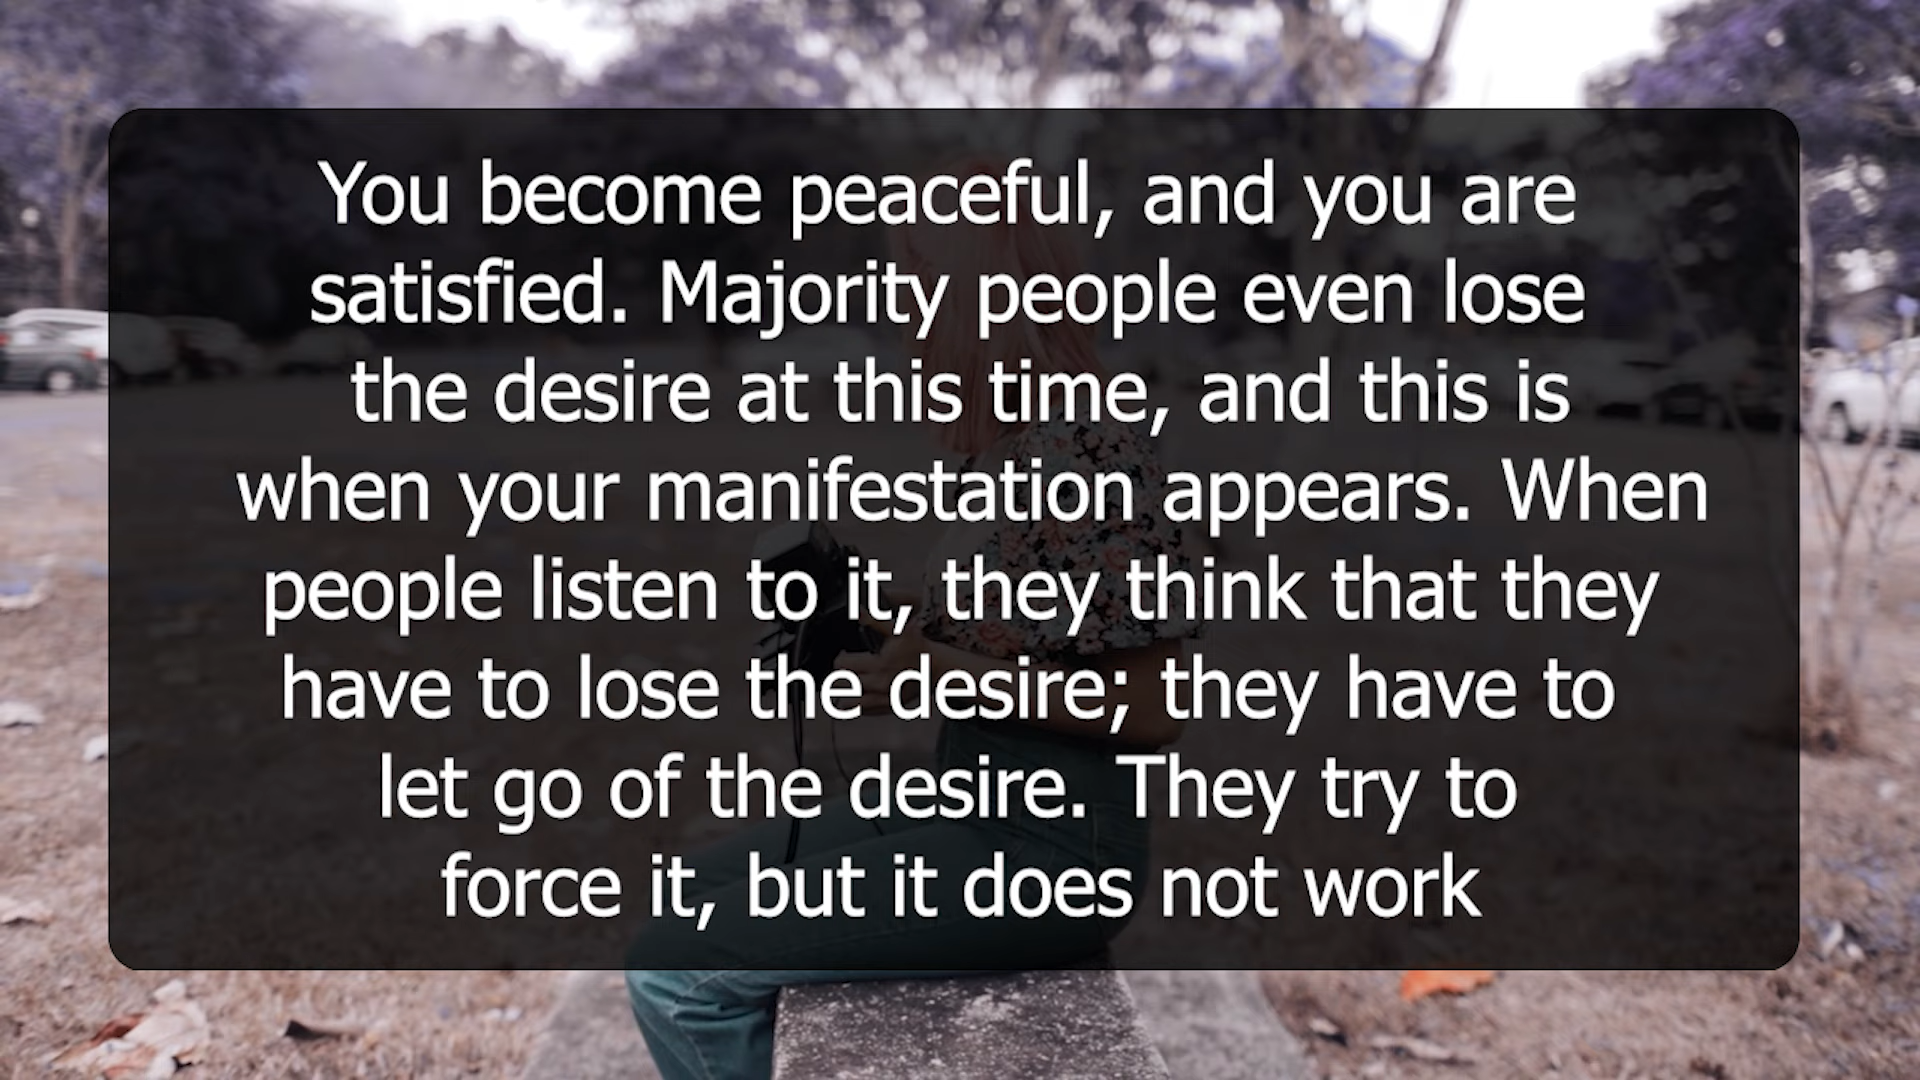 You become peaceful, and you are
satisfied. Majority people even lose
the desire at this time, and this is
when your manifestation appears. When
people listen to it, they think that they
have to lose the desire; they have to
let go of the desire. They try to
force it, but it does not work